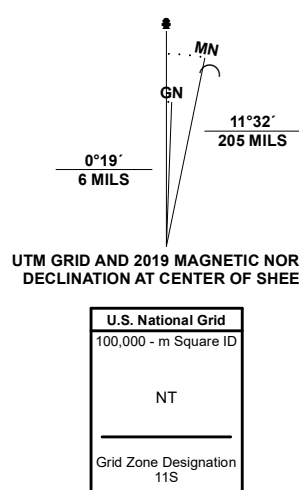 MN
GN
11°32´
205 MILS
0°19´
6 MILS
UTM GRID AND 2019 MAGNETIC NOR
DECLINATION AT CENTER OF SHEE
U.S. National Grid
100,000 - m Square ID
NT
Grid Zone Designation
11S